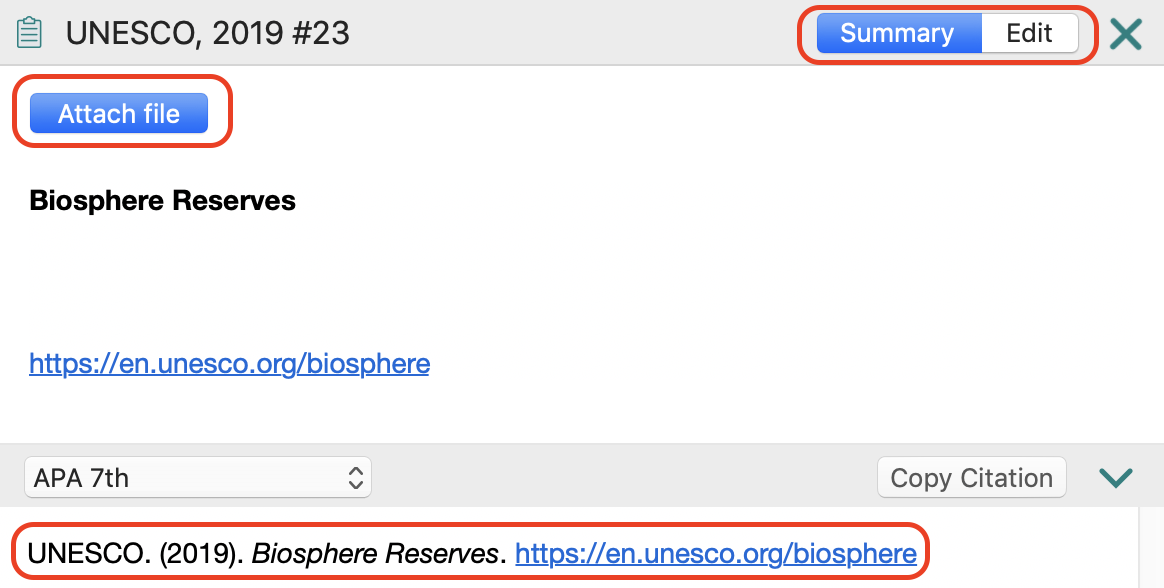 UNESCO, 2019 #23 Summary Edit
Attach file
Biosphere Reserves
https://en.unesco.org/biosphere
APA 7th Copy Citation
UNESCO. (2019). Biosphere Reserves. https://en.unesco.org/biosphere